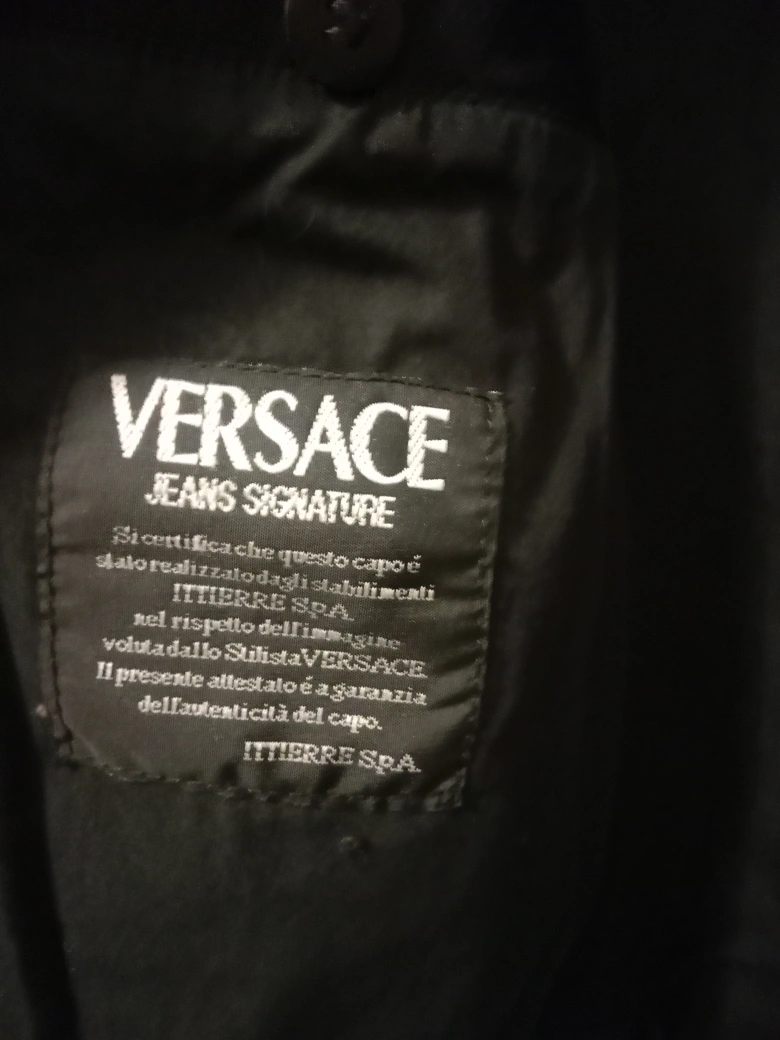 VERSACE
JEANS SIGNATURE
Si certifica che questo capo é
stato realizzato dagli stabilimenti
ITTIERRE S.p.A.
nel rispetto dell'immagine
voluta dallo Stilista VERSACE
Il presente attestato é a garanzia
dell'autenticità del capo.
ITTIERRE S.p.A.